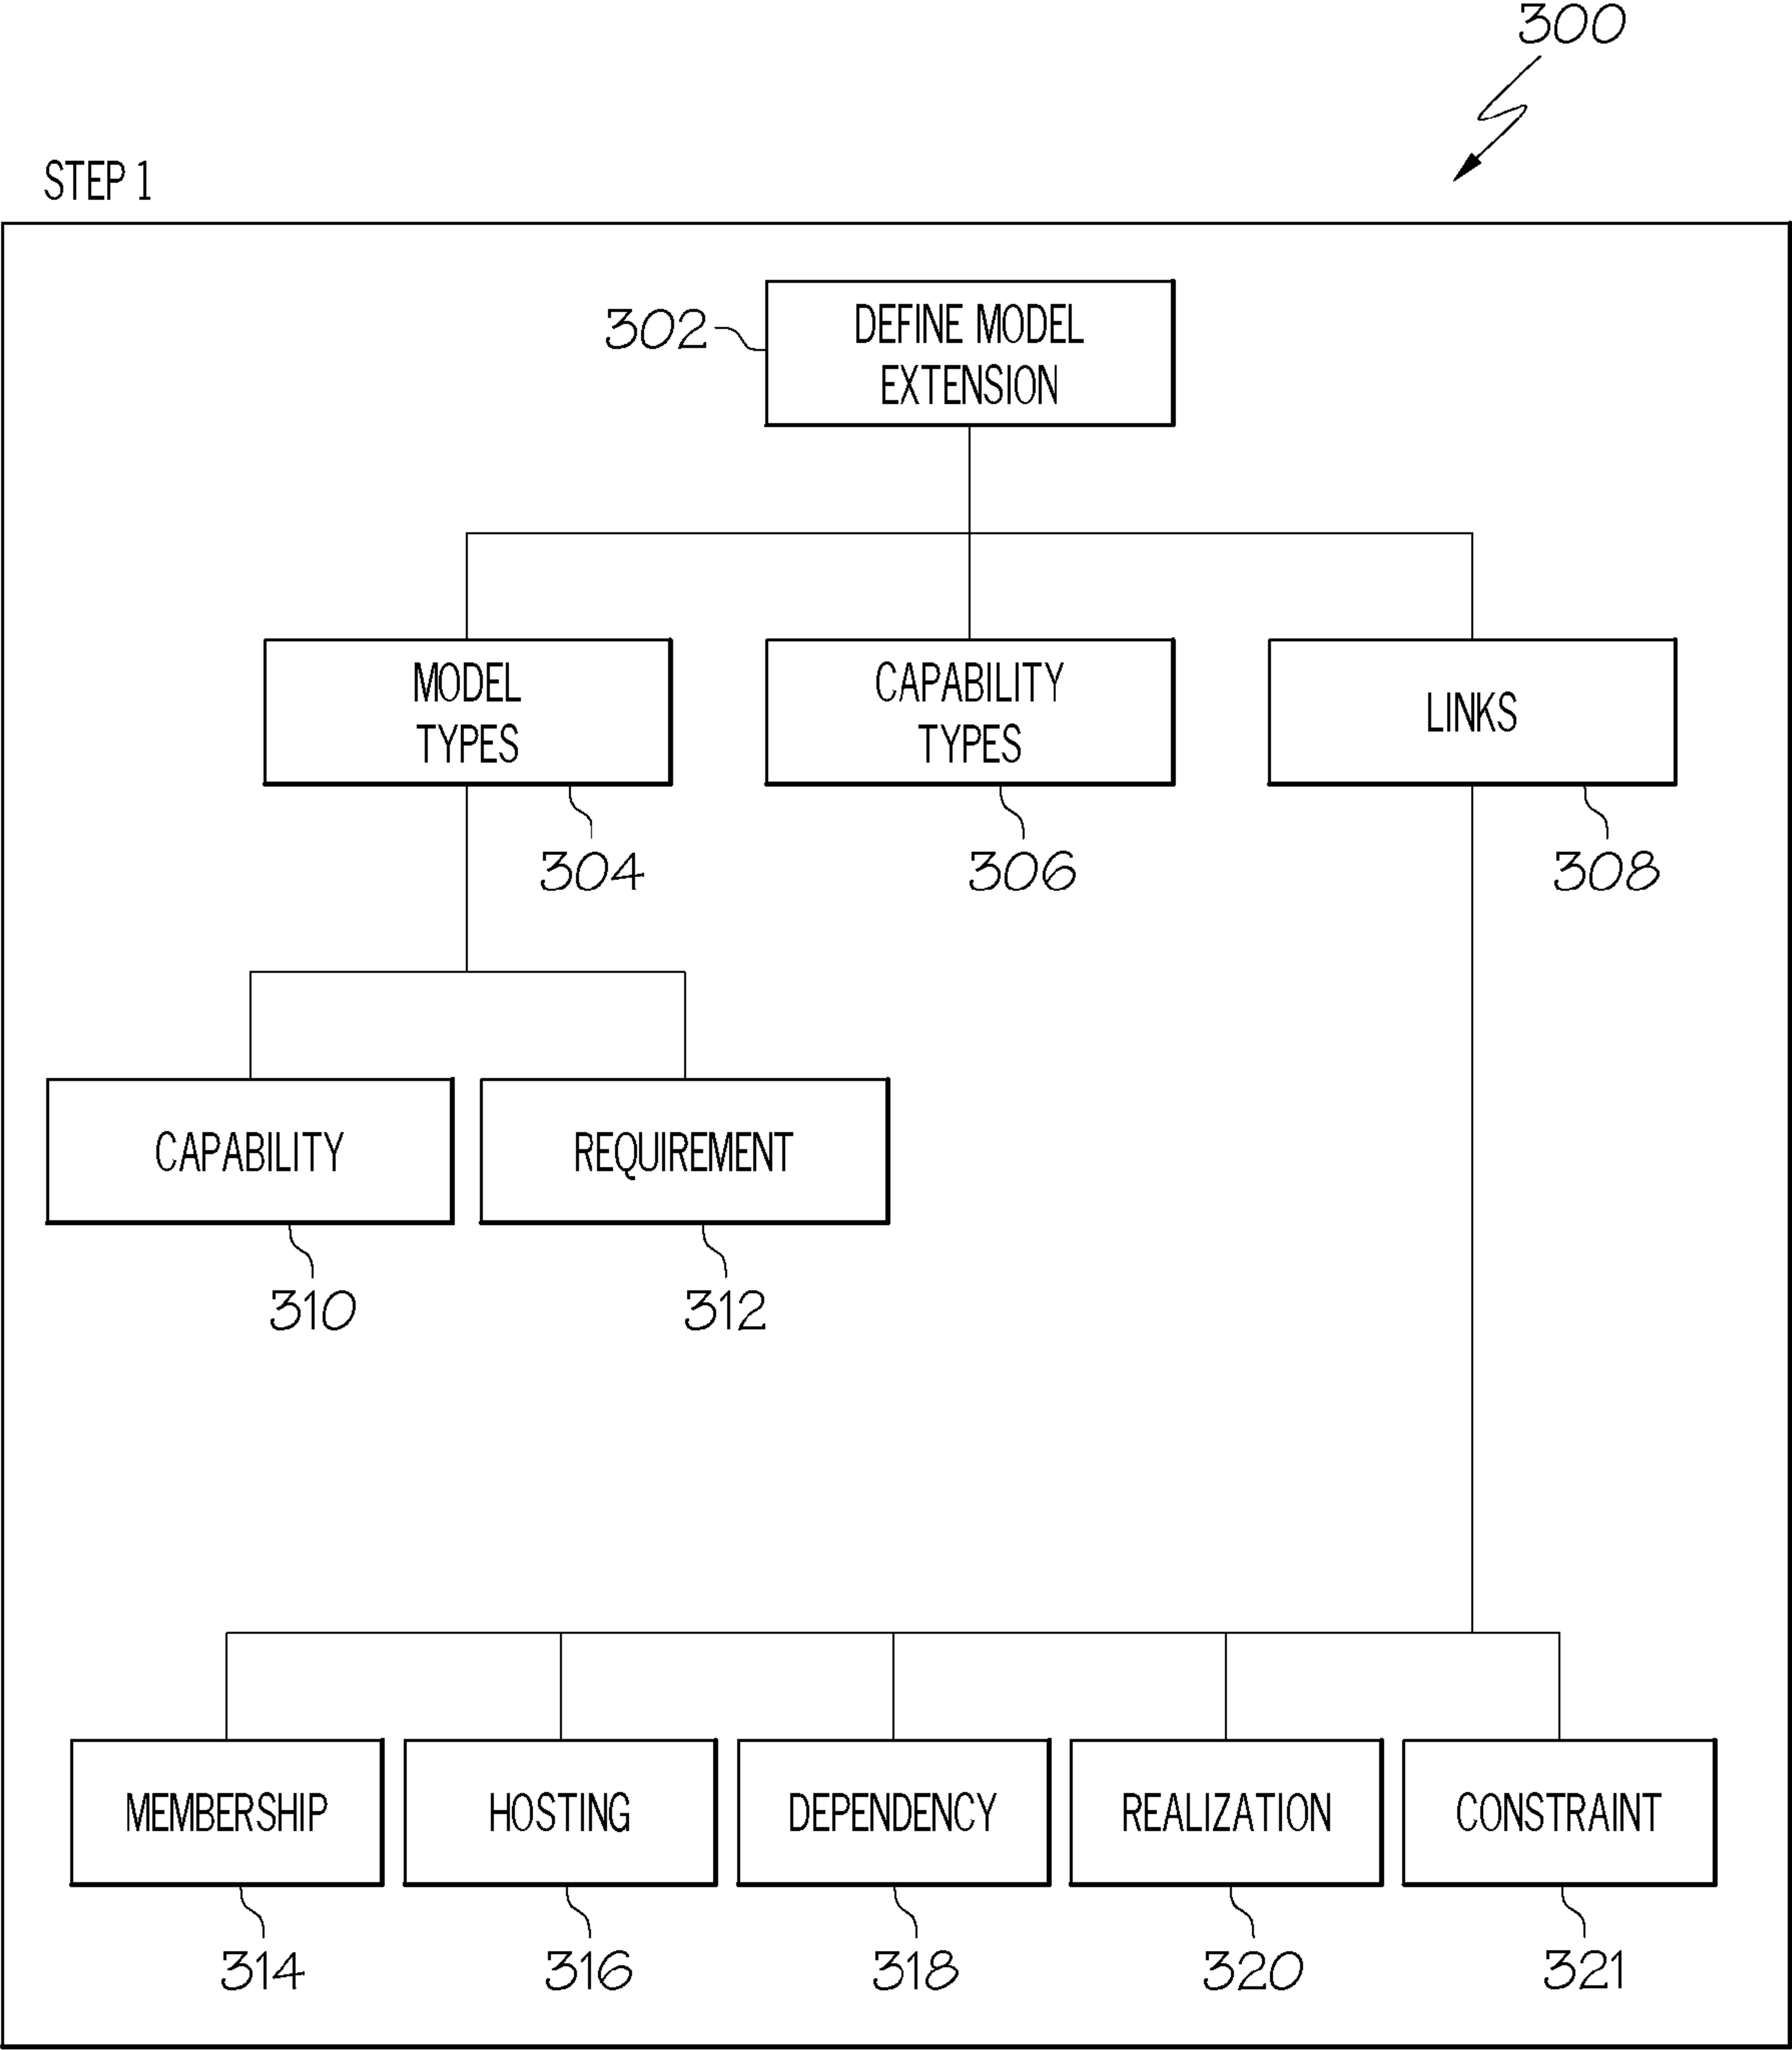 300
STEP 1
302
DEFINE MODEL
EXTENSION
MODEL
TYPES
CAPABILITY
TYPES
LINKS
304
306
308
CAPABILITY
REQUIREMENT
310
312
MEMBERSHIP
HOSTING
DEPENDENCY
REALIZATION
CONSTRAINT
314
316
318
320
321